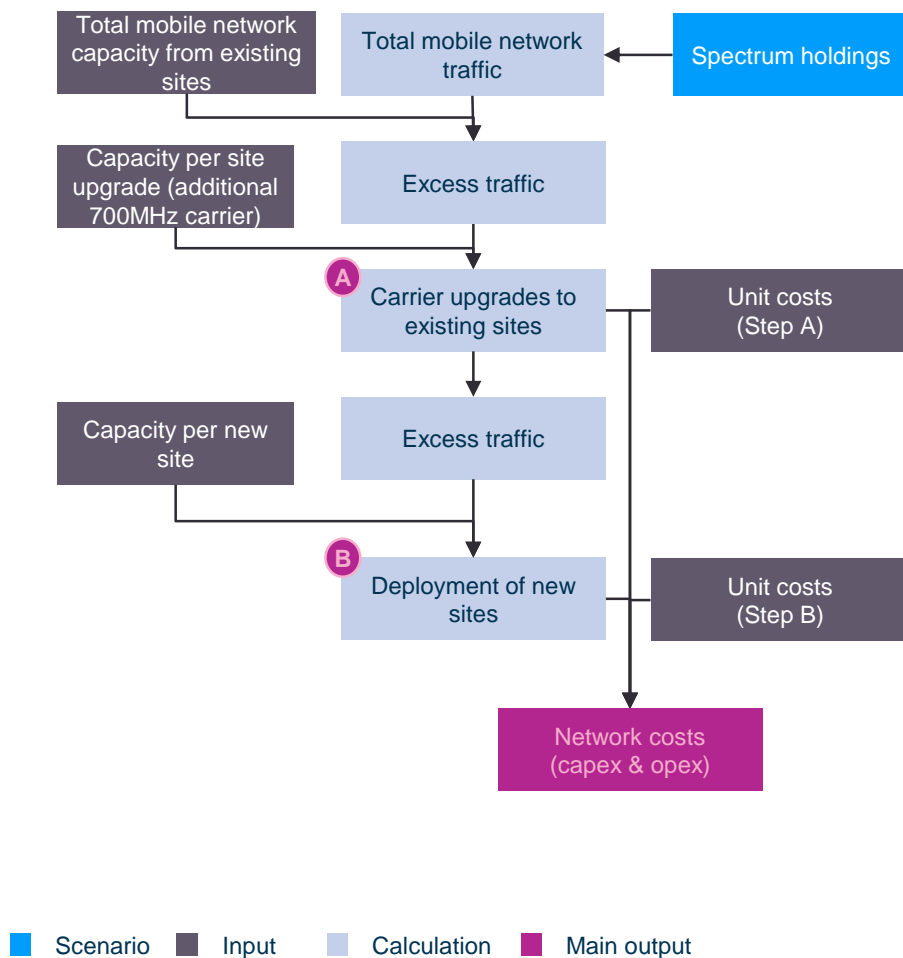 Total mobile network
capacity from existing
sites
Total mobile network
traffic
Spectrum holdings
Capacity per site
upgrade (additional
700MHz carrier)
Excess traffic
A
Carrier upgrades to
existing sites
Unit costs
(Step A)
Capacity per new
site
Excess traffic
B
Deployment of new
sites
Unit costs
(Step B)
Network costs
(capex & opex)
Scenario
Input
Calculation
Main output